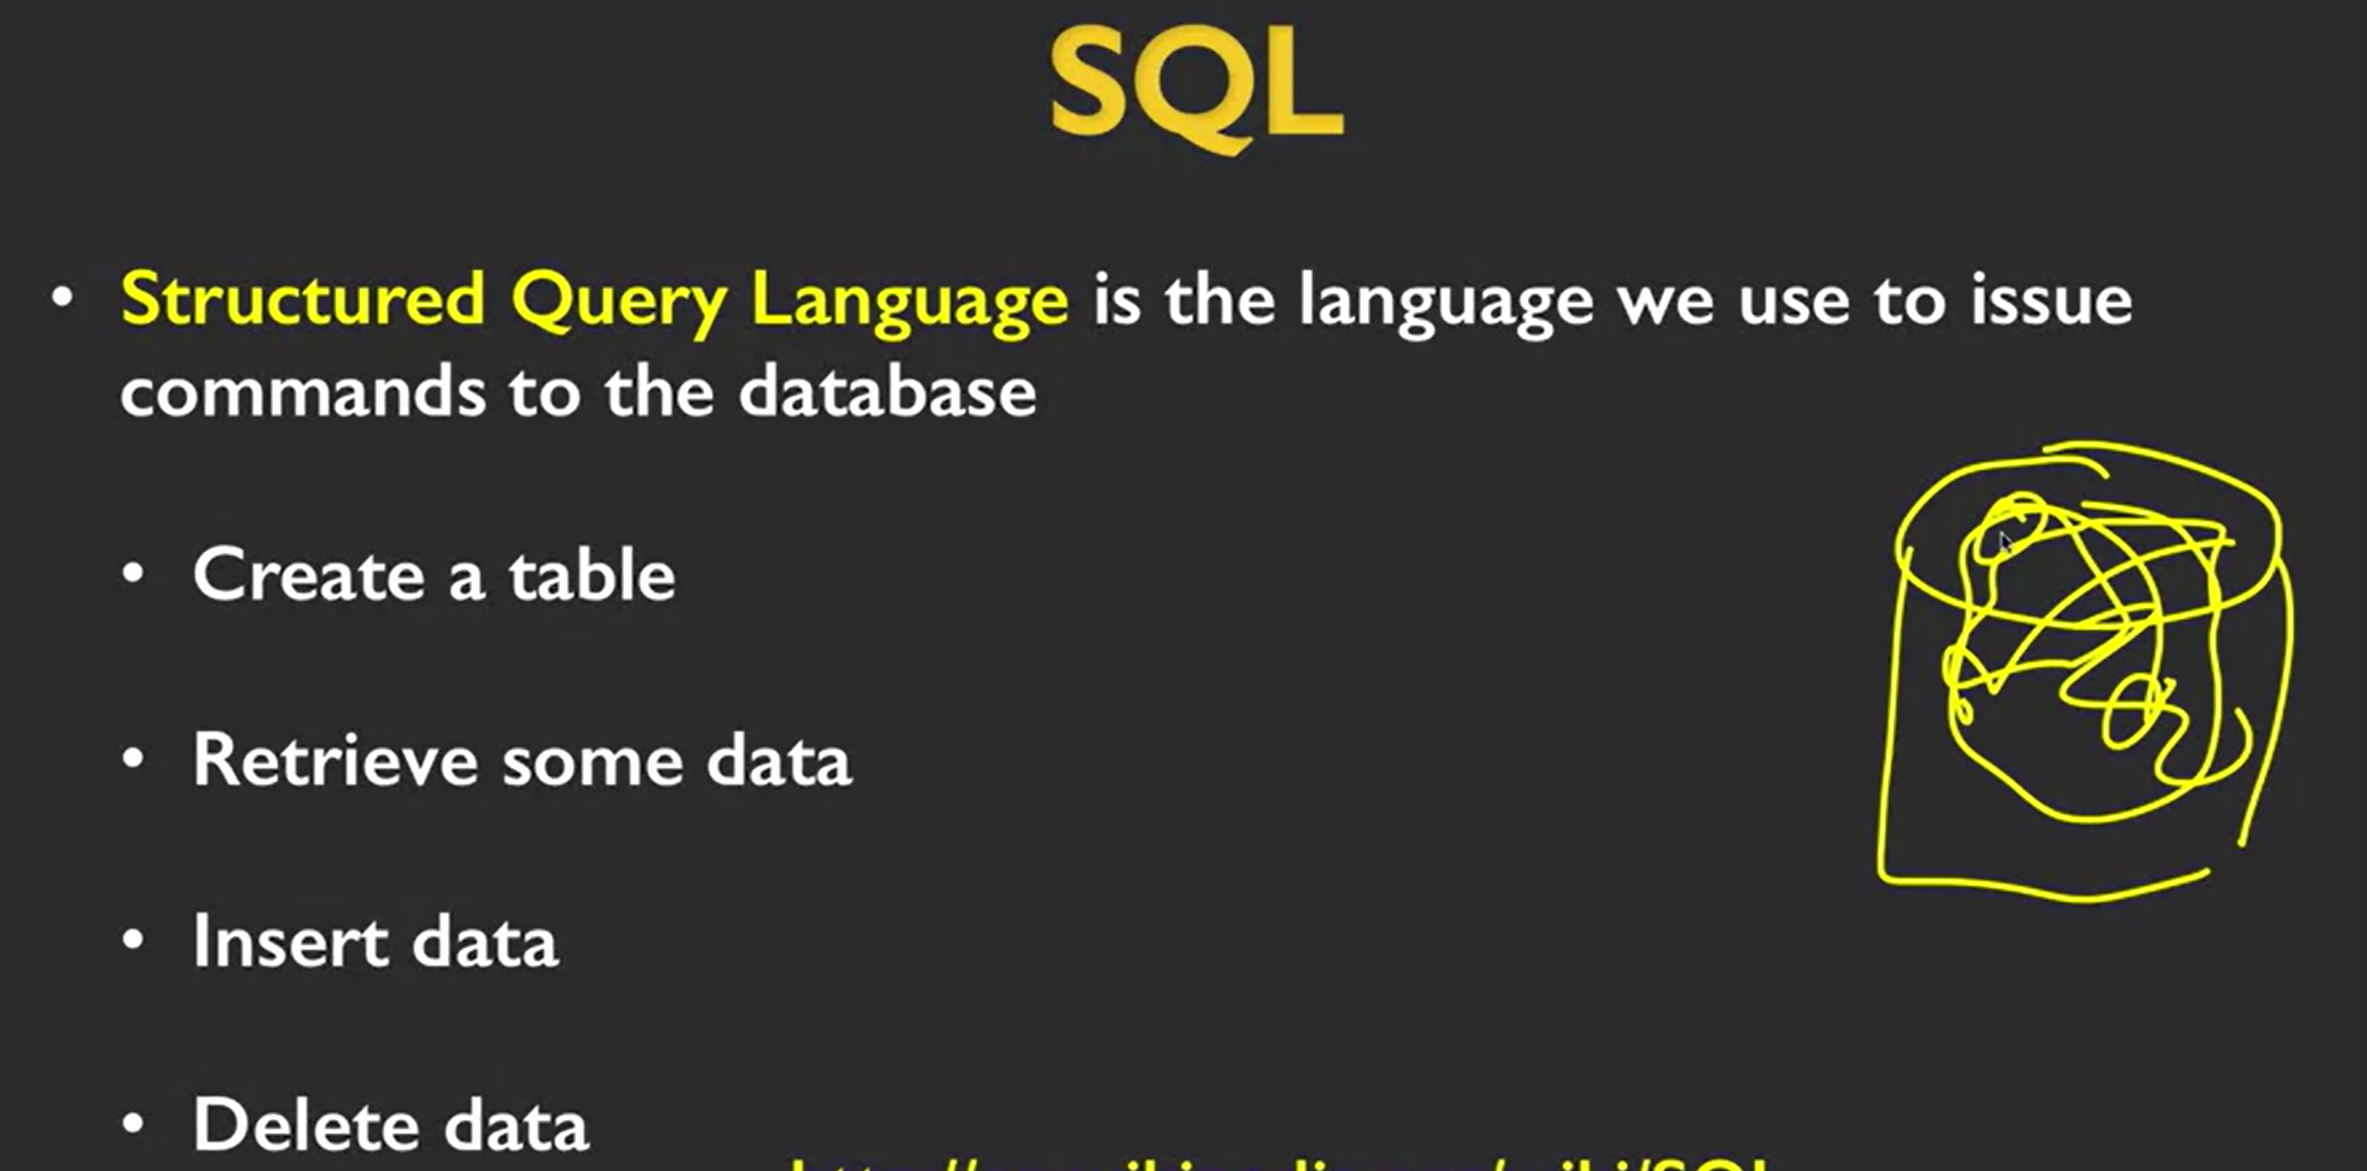 SQL
• Structured Query Language is the language we use to issue
commands to the database
• Create a table
• Retrieve some data
• Insert data
• Delete data